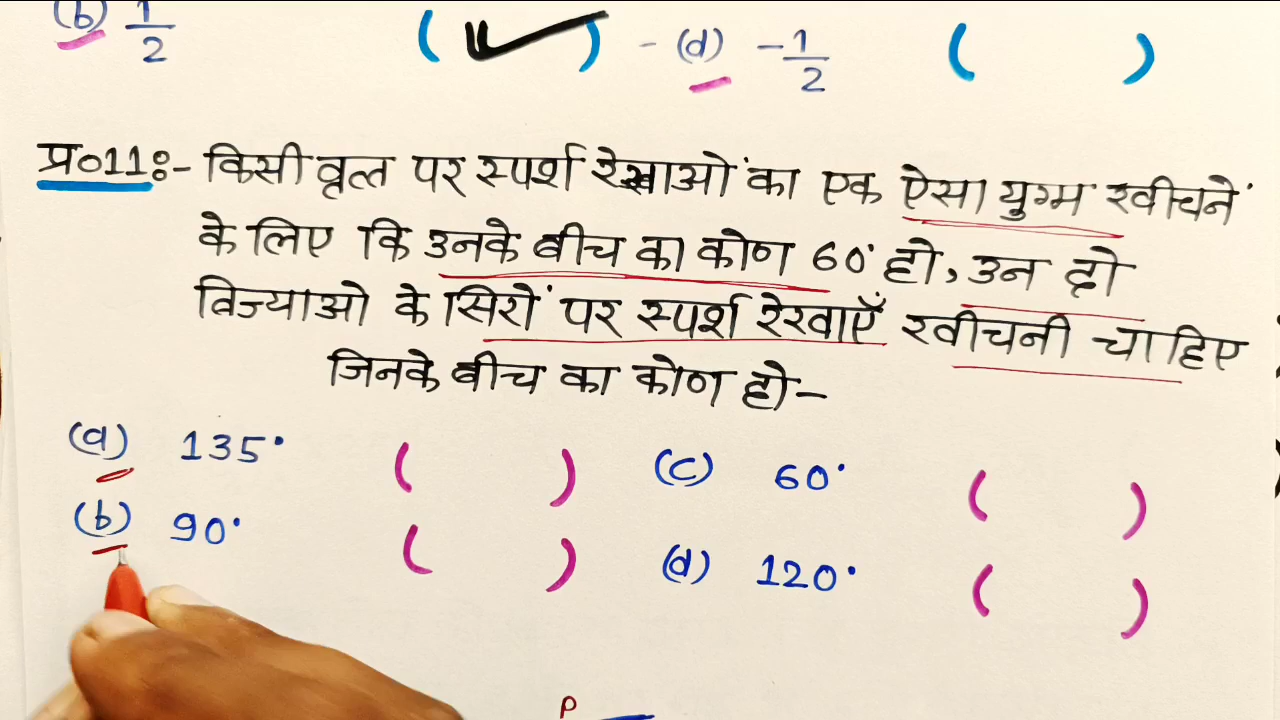 (b) 1/2 ( ✓ ) - (d) -1/2 ( )
प्र०11:- किसी वृत्त पर स्पर्श रेखाओं का एक ऐसा युग्म खींचने
के लिए कि उनके बीच का कोण 60° हो, उन दो
त्रिज्याओ के सिरों पर स्पर्श रेखाएँ खींचनी चाहिए
जिनके बीच का कोण हो-
(a) 135° ( ) (c) 60° ( )
(b) 90° ( ) (d) 120° ( )
P